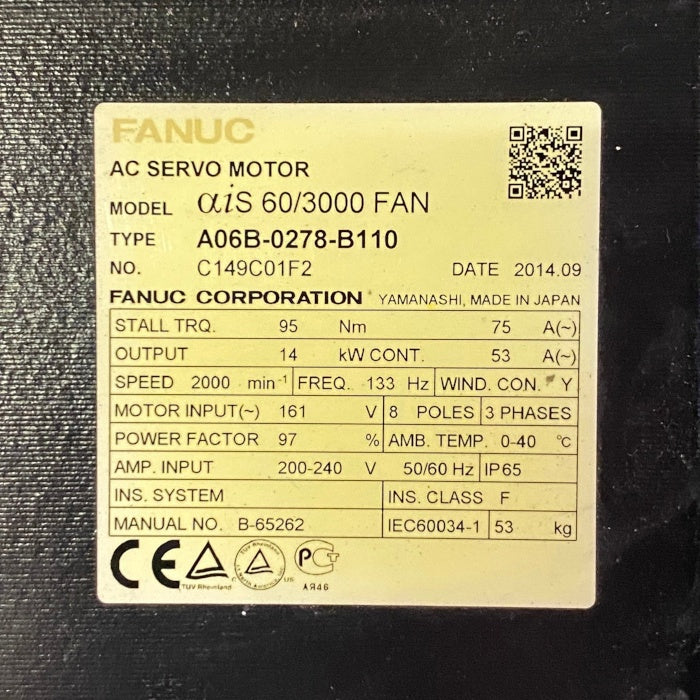 FANUC
AC SERVO MOTOR
MODEL αiS 60/3000 FAN
TYPE A06B-0278-B110
NO. C149C01F2 DATE 2014.09
FANUC CORPORATION YAMANASHI, MADE IN JAPAN
STALL TRQ. 95 Nm 75 A(~)
OUTPUT 14 kW CONT. 53 A(~)
SPEED 2000 min⁻¹ FREQ. 133 Hz WIND. CON. Y
MOTOR INPUT(~) 161 V 8 POLES 3 PHASES
POWER FACTOR 97 % AMB. TEMP. 0-40 °C
AMP. INPUT 200-240 V 50/60 Hz IP65
INS. SYSTEM INS. CLASS F
MANUAL NO. B-65262 IEC60034-1 53 kg
CE
TUV Rheinland
TUV Rheinland
C US
PCT
АЯ46